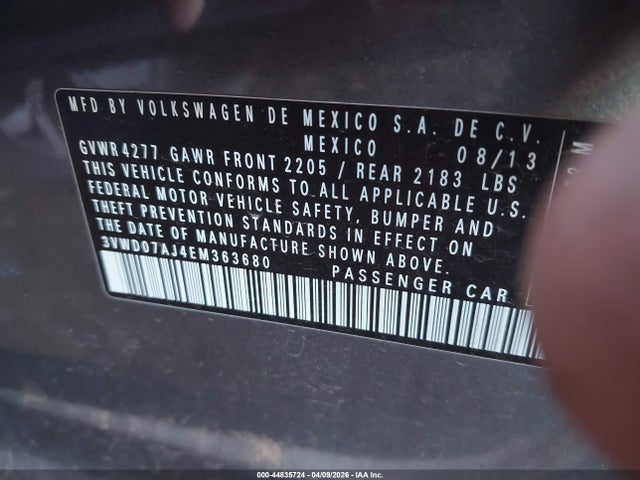 MFD.BY VOLKSWAGEN DE MEXICO S.A. DE C.V.
MEXICO 08/13
GVWR 4277 GAWR FRONT 2205 / REAR 2183 LBS
THIS VEHICLE CONFORMS TO ALL APPLICABLE U.S.
FEDERAL MOTOR VEHICLE SAFETY, BUMPER AND
THEFT PREVENTION STANDARDS IN EFFECT ON
THE DATE OF MANUFACTURE SHOWN ABOVE.
3VWD07AJ4EM363680 PASSENGER CAR
000-44835724 - 04/09/2026 - IAA Inc.